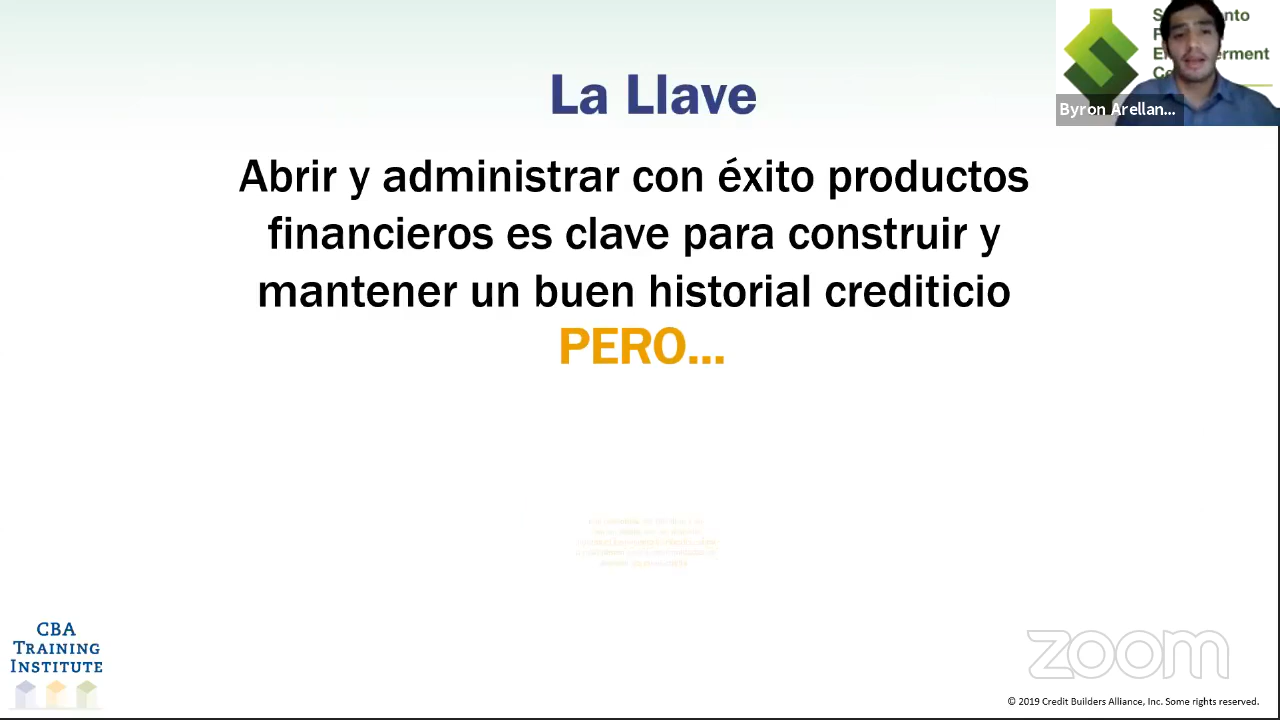 La Llave
Abrir y administrar con éxito productos
financieros es clave para construir y
mantener un buen historial crediticio
PERO...
Byron Arellan...
CBA
TRAINING
INSTITUTE
zoom
© 2019 Credit Builders Alliance, Inc. Some rights reserved.